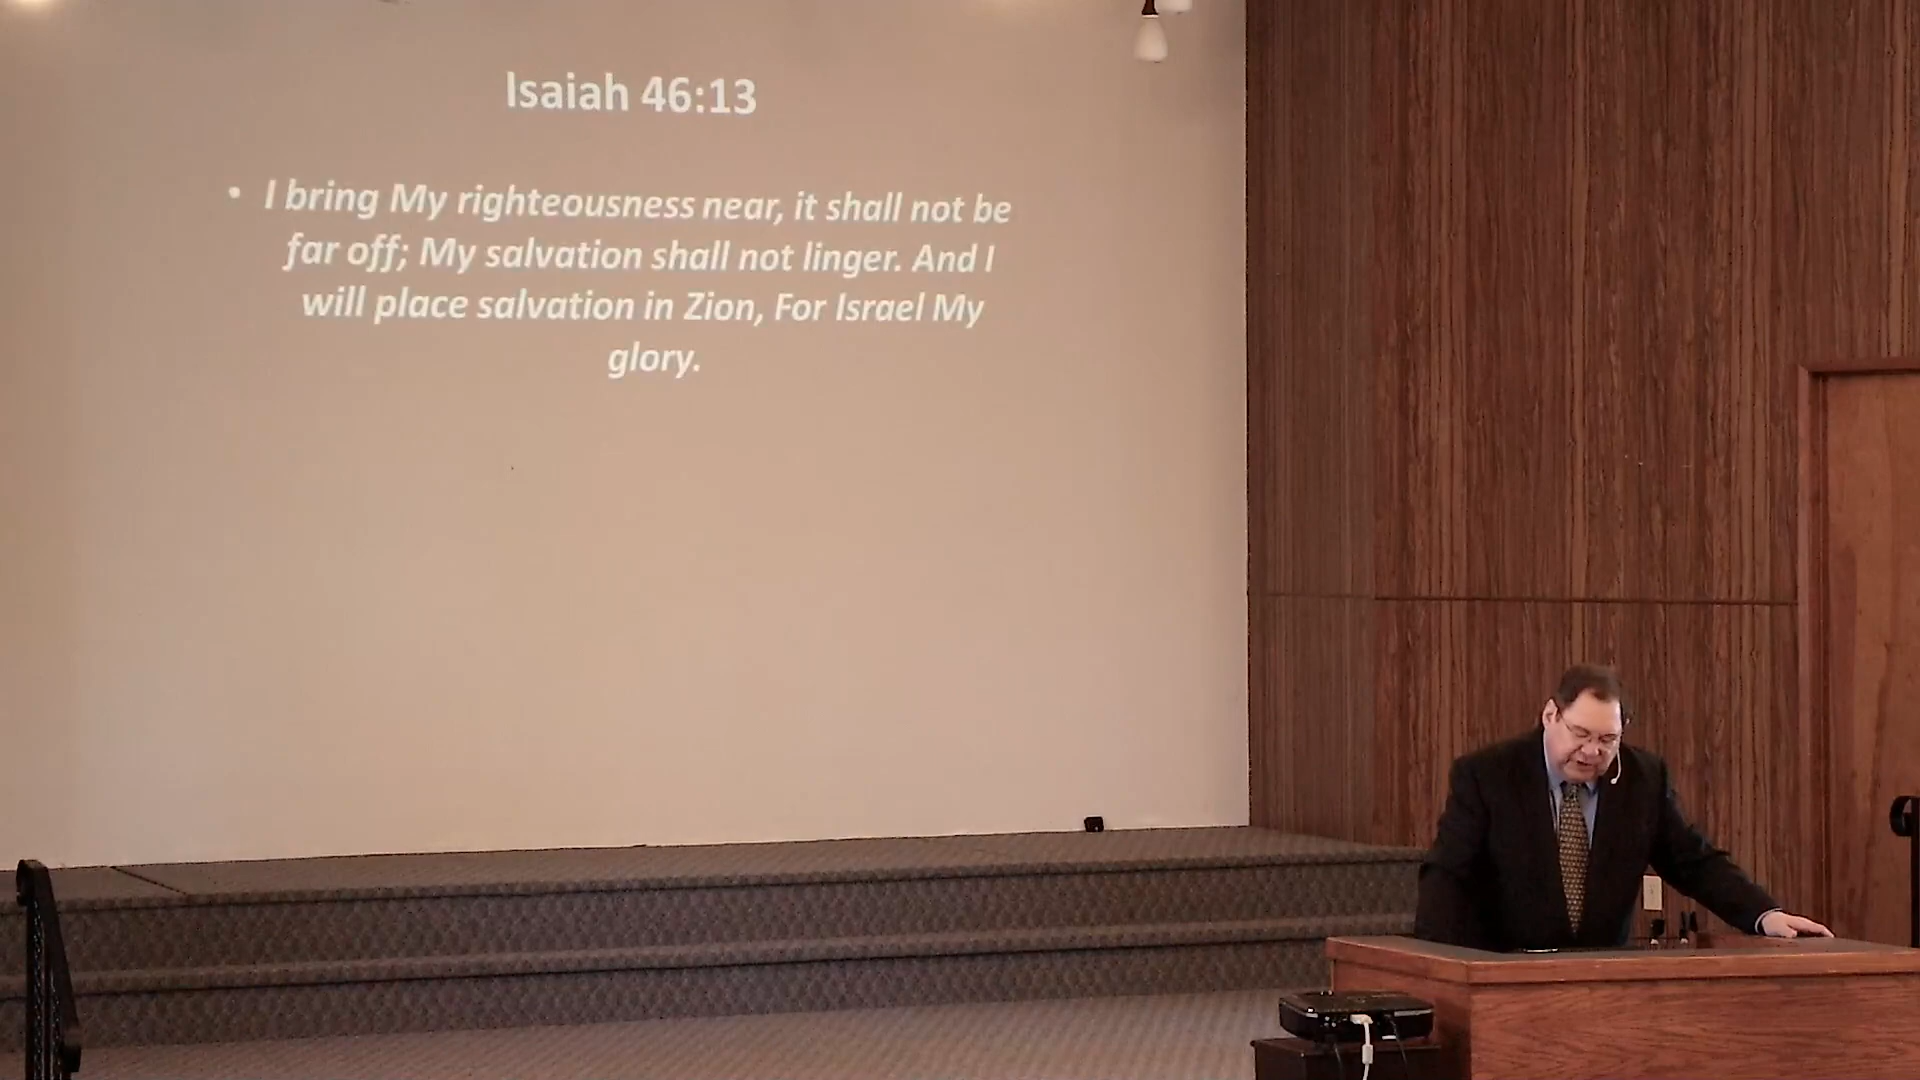 Isaiah 46:13
• I bring My righteousness near, it shall not be
far off; My salvation shall not linger. And I
will place salvation in Zion, For Israel My
glory.